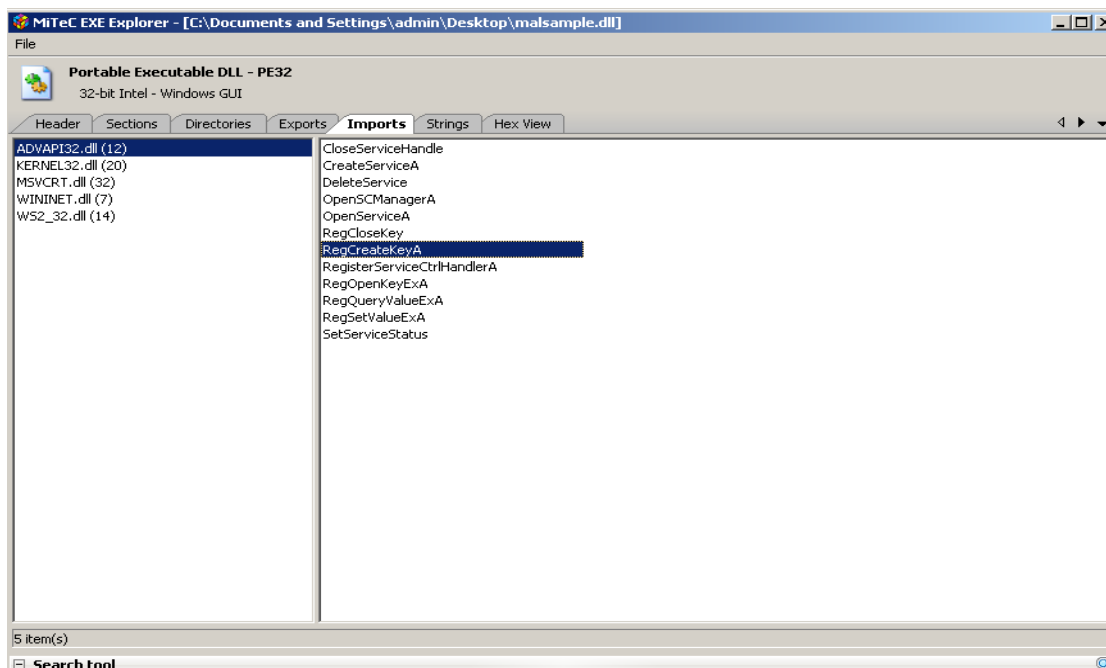 MiTeC EXE Explorer - [C:\Documents and Settings\admin\Desktop\malsample.dll]
File
Portable Executable DLL - PE32
32-bit Intel - Windows GUI
Header Sections Directories Exports Imports Strings Hex View
ADVAPI32.dll (12)
KERNEL32.dll (20)
MSVCRT.dll (32)
WININET.dll (7)
WS2_32.dll (14)
CloseServiceHandle
CreateServiceA
DeleteService
OpenSCManagerA
OpenServiceA
RegCloseKey
RegCreateKeyA
RegisterServiceCtrlHandlerA
RegOpenKeyExA
RegQueryValueExA
RegSetValueExA
SetServiceStatus
5 item(s)
Search tool